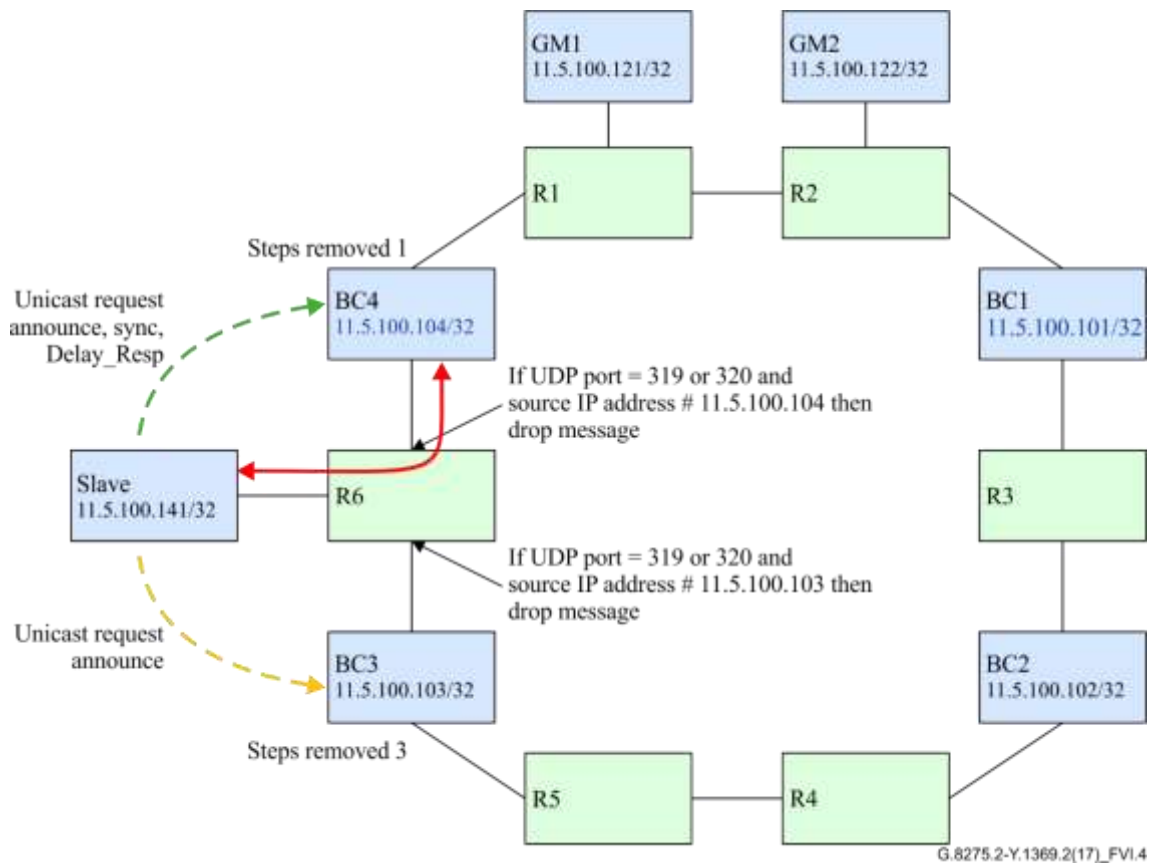 GM1
11.5.100.121/32
GM2
11.5.100.122/32
R1
R2
Steps removed 1
Unicast request
announce, sync,
Delay_Resp
BC4
11.5.100.104/32
BC1
11.5.100.101/32
If UDP port = 319 or 320 and
source IP address # 11.5.100.104 then
drop message
Slave
11.5.100.141/32
R6
R3
If UDP port = 319 or 320 and
source IP address # 11.5.100.103 then
drop message
Unicast request
announce
BC3
11.5.100.103/32
BC2
11.5.100.102/32
Steps removed 3
R5
R4
G.8275.2-Y.1369.2(17)_FVI.4